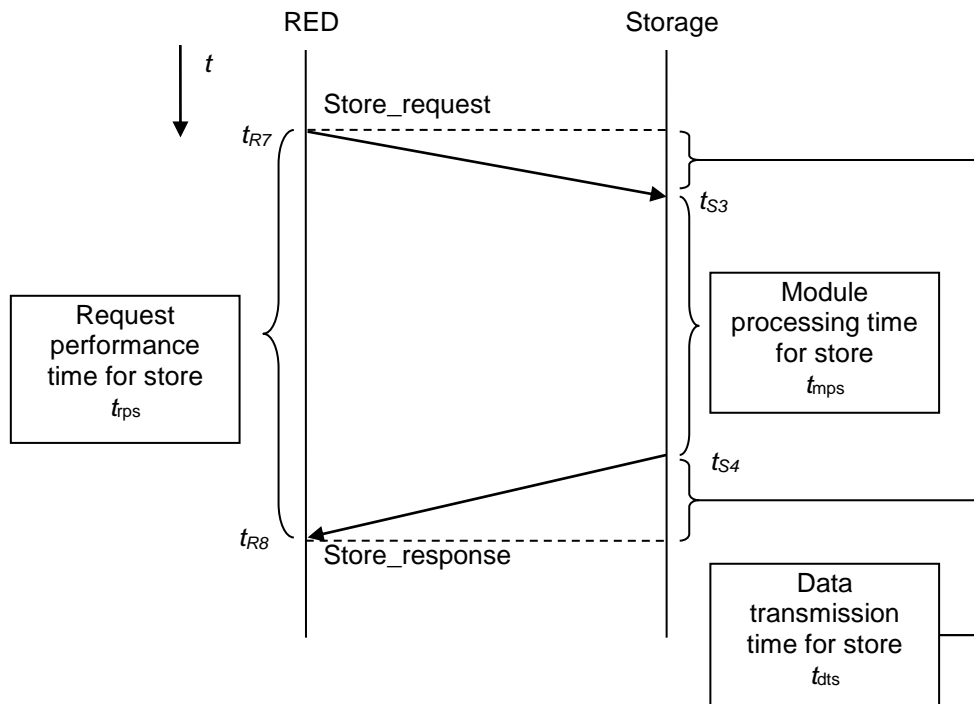 RED
Storage
t
Store_request
tR7
tS3
Request
performance
time for store
trps
Module
processing time
for store
tmps
tS4
tR8
Store_response
Data
transmission
time for store
tdts